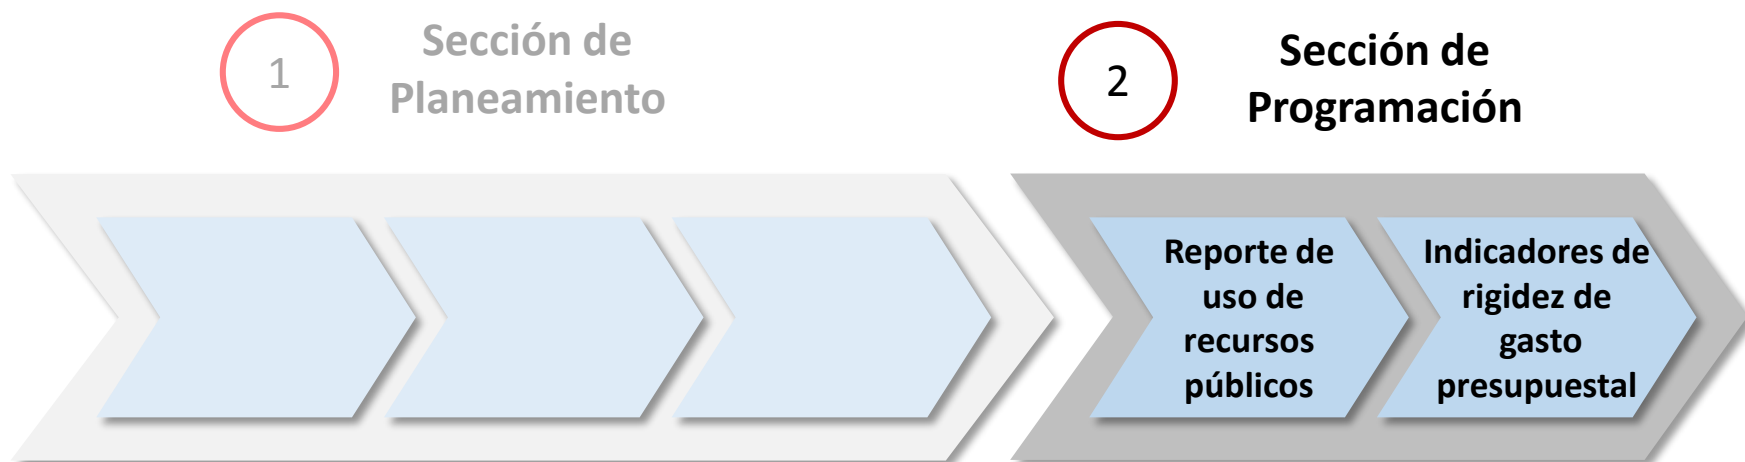 1
Sección de
Planeamiento
2
Sección de
Programación
Reporte de
uso de
recursos
públicos
Indicadores de
rigidez de
gasto
presupuestal